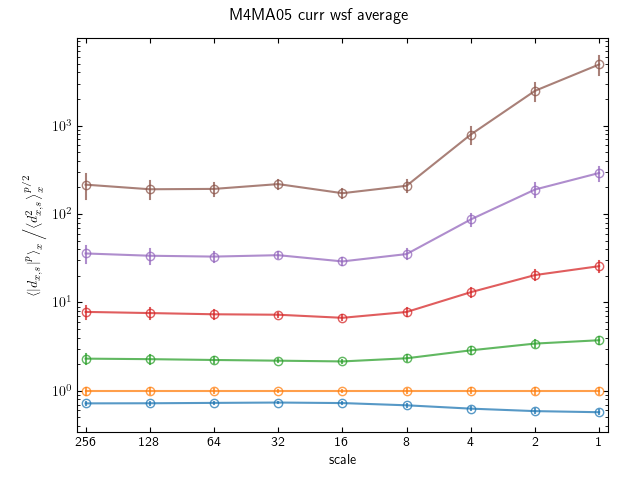 M4MA05 curr wsf average
⟨|d_{x,s}|^p⟩_x / ⟨d²_{x,s}⟩_x^{p/2}
10³
10²
10¹
10⁰
256 128 64 32 16 8 4 2 1
scale